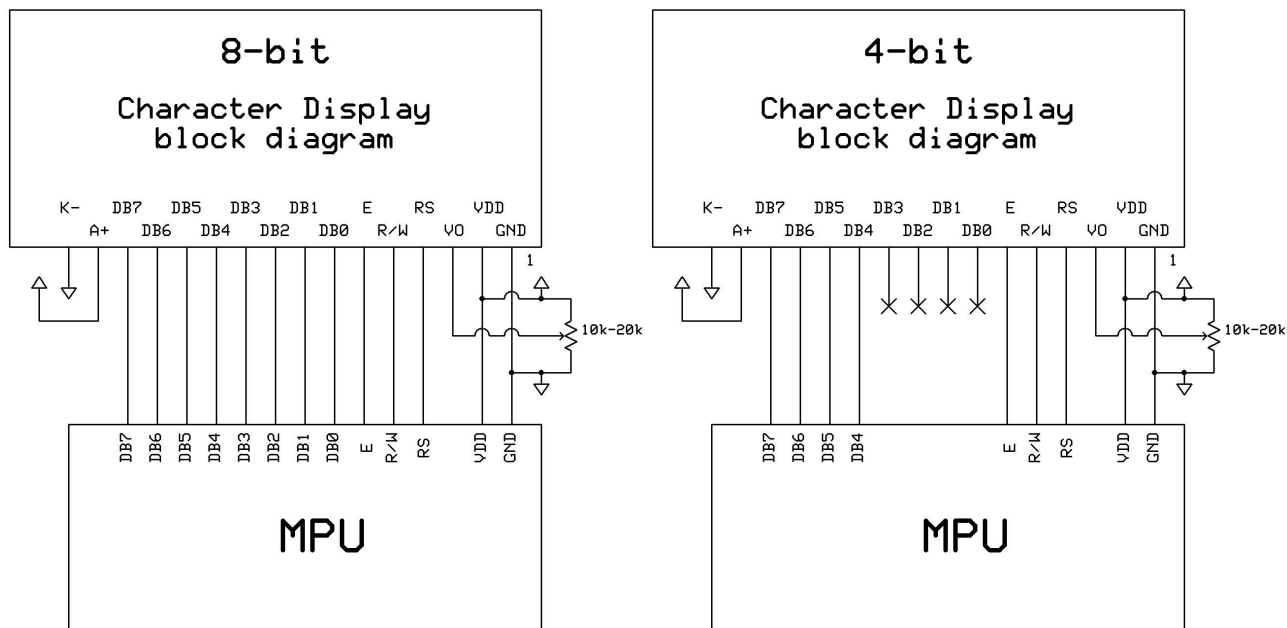 8-bit
Character Display
block diagram
K- DB7 DB5 DB3 DB1 E RS VDD
A+ DB6 DB4 DB2 DB0 R/W VO GND
1
10k-20k
DB7 DB6 DB5 DB4 DB3 DB2 DB1 DB0 E R/W RS VDD GND
MPU
4-bit
Character Display
block diagram
K- DB7 DB5 DB3 DB1 E RS VDD
A+ DB6 DB4 DB2 DB0 R/W VO GND
1
10k-20k
DB7 DB6 DB5 DB4 E R/W RS VDD GND
MPU